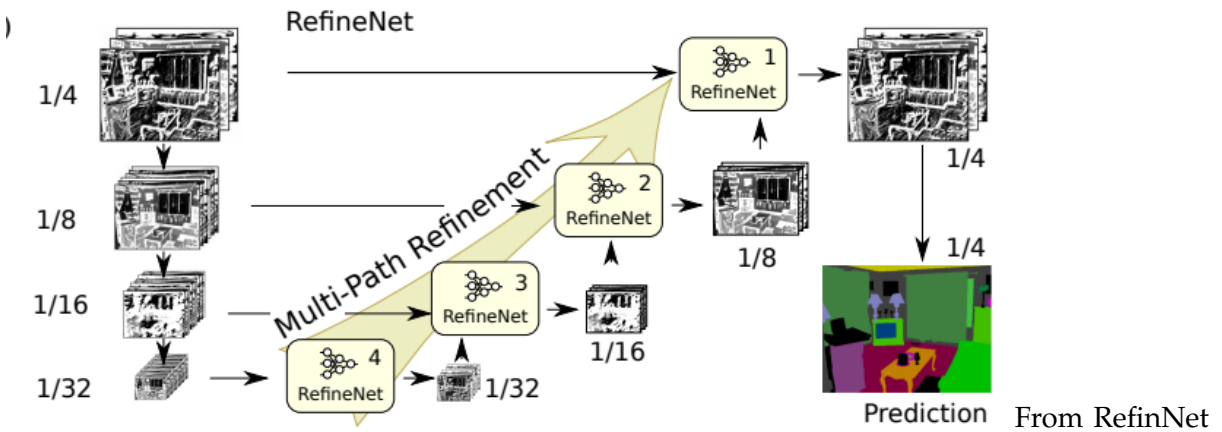 )
RefineNet
1/4
1
RefineNet
1/4
1/8
Multi-Path Refinement
2
RefineNet
1/8
1/4
1/16
3
RefineNet
1/16
1/32
4
RefineNet
1/32
Prediction
From RefinNet